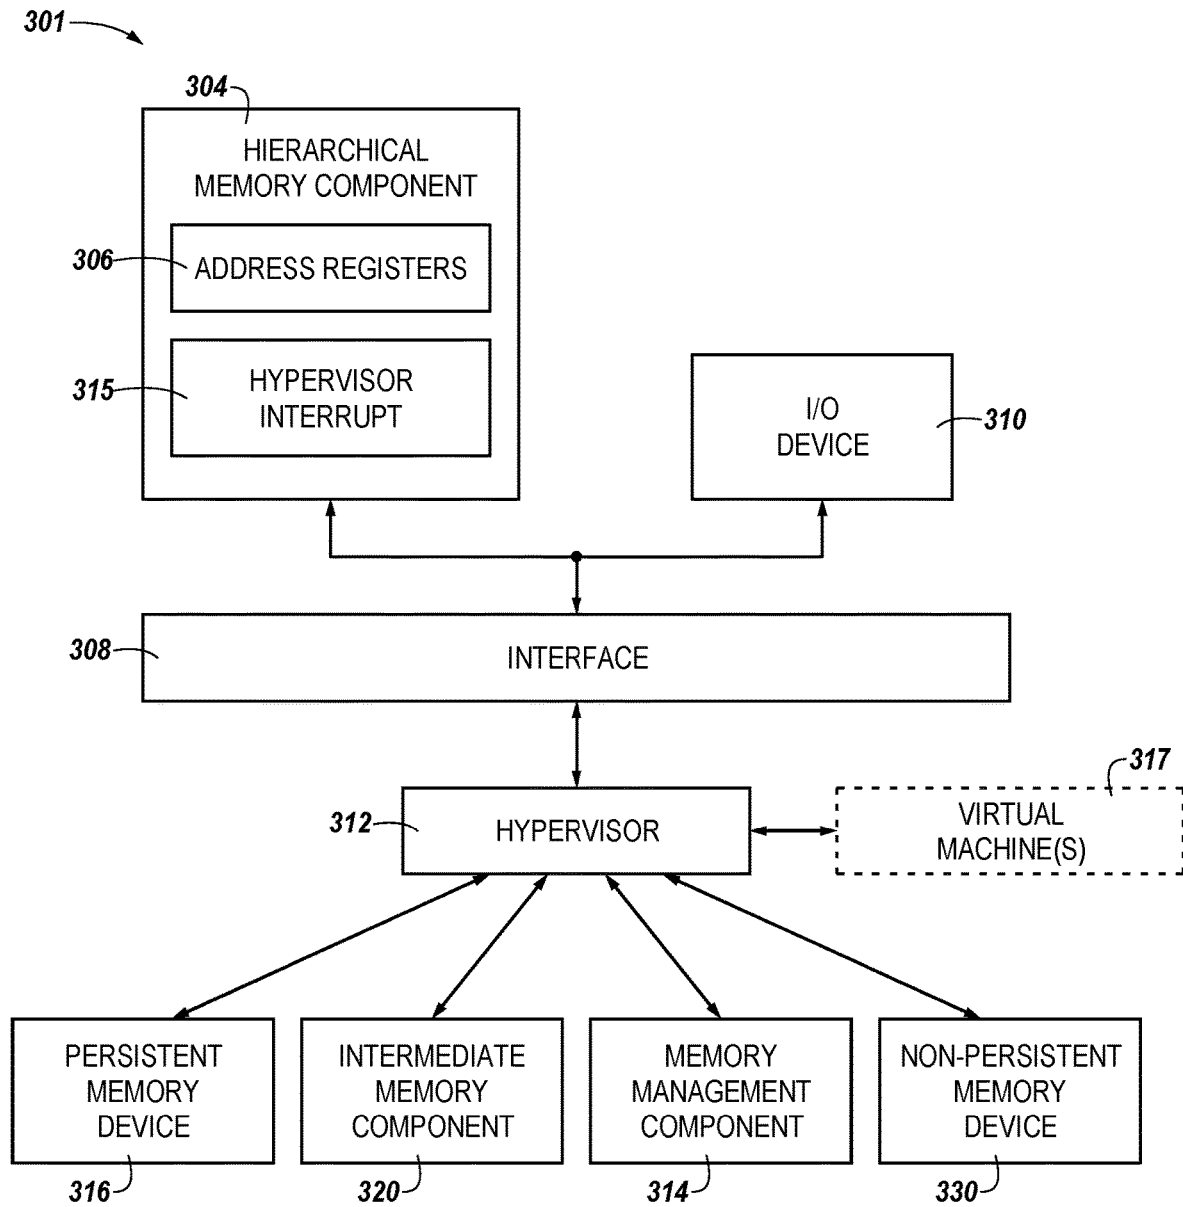 301
304
HIERARCHICAL
MEMORY COMPONENT
306
ADDRESS REGISTERS
315
HYPERVISOR
INTERRUPT
I/O
DEVICE
310
308
INTERFACE
317
312
HYPERVISOR
VIRTUAL
MACHINE(S)
PERSISTENT
MEMORY
DEVICE
INTERMEDIATE
MEMORY
COMPONENT
MEMORY
MANAGEMENT
COMPONENT
NON-PERSISTENT
MEMORY
DEVICE
316
320
314
330